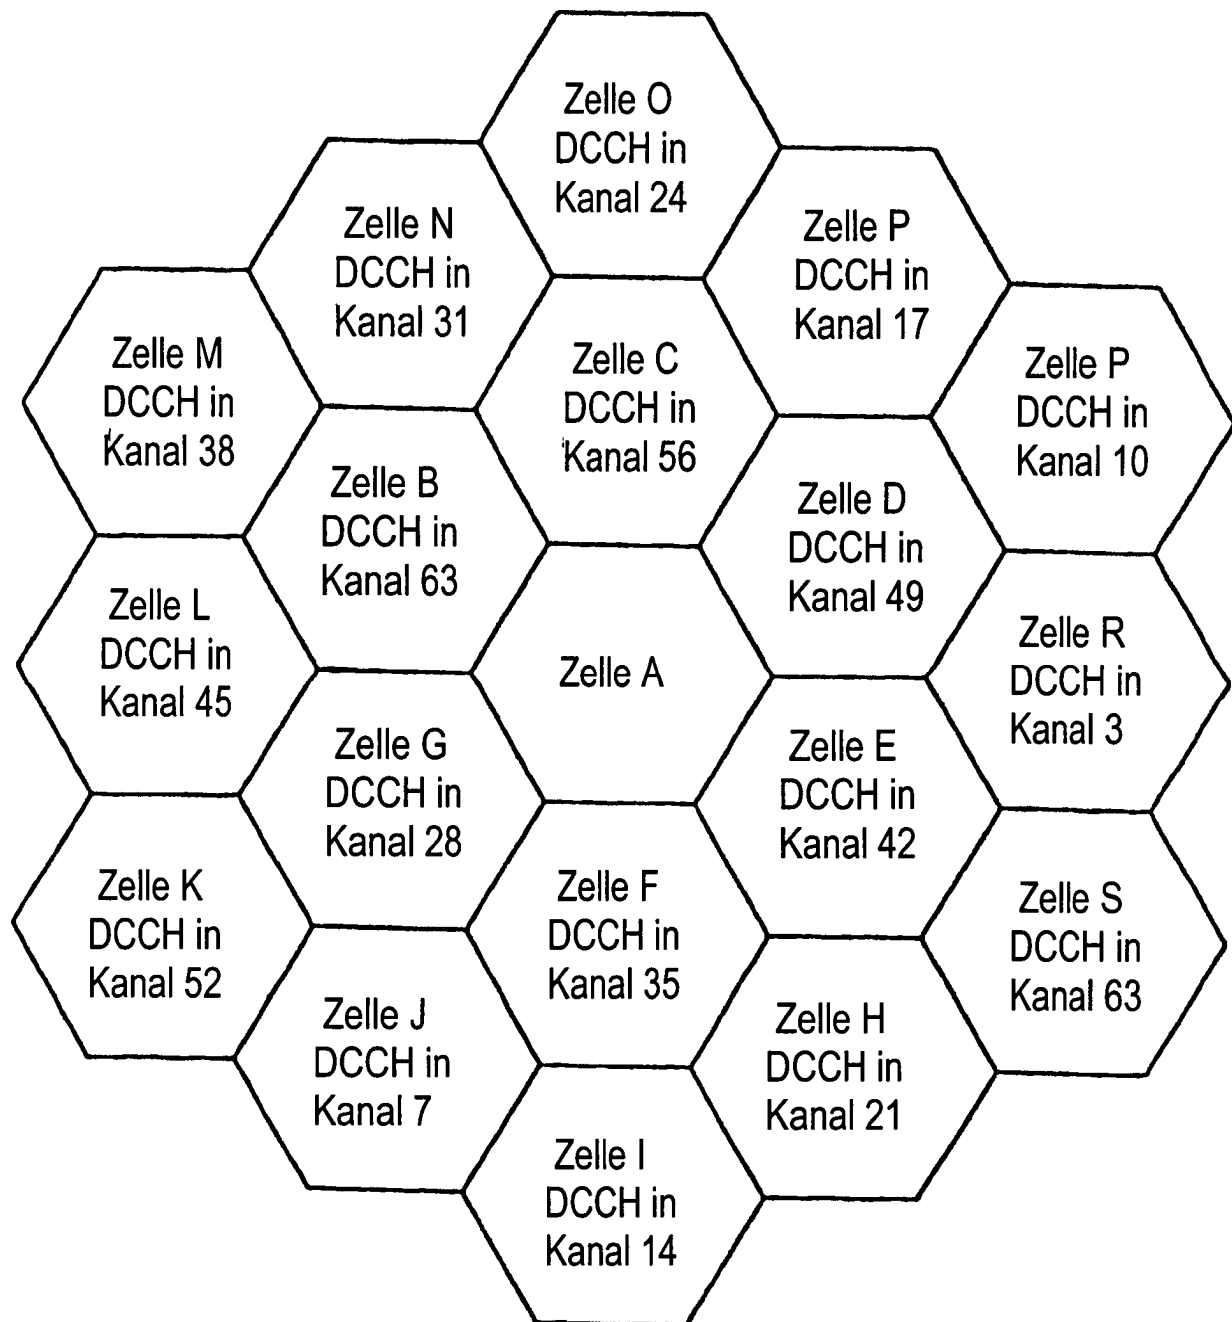 Zelle O
DCCH in
Kanal 24
Zelle N
DCCH in
Kanal 31
Zelle P
DCCH in
Kanal 17
Zelle M
DCCH in
Kanal 38
Zelle C
DCCH in
Kanal 56
Zelle P
DCCH in
Kanal 10
Zelle B
DCCH in
Kanal 63
Zelle D
DCCH in
Kanal 49
Zelle L
DCCH in
Kanal 45
Zelle A
Zelle R
DCCH in
Kanal 3
Zelle G
DCCH in
Kanal 28
Zelle E
DCCH in
Kanal 42
Zelle K
DCCH in
Kanal 52
Zelle F
DCCH in
Kanal 35
Zelle S
DCCH in
Kanal 63
Zelle J
DCCH in
Kanal 7
Zelle H
DCCH in
Kanal 21
Zelle I
DCCH in
Kanal 14